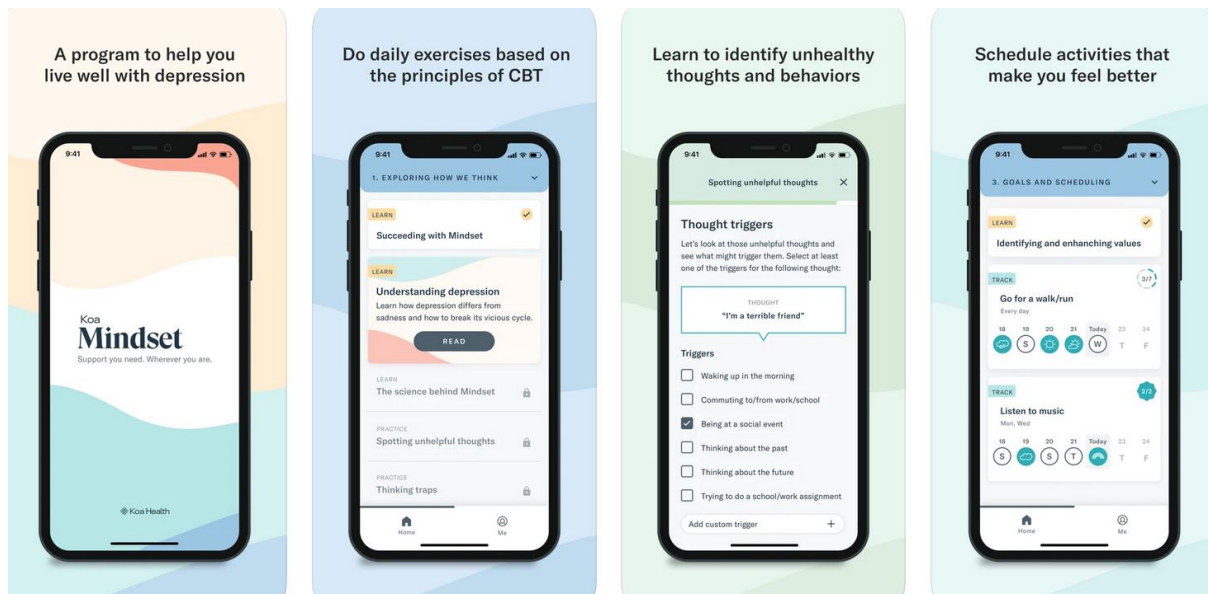 A program to help you
live well with depression
9:41
Koa
Mindset
Support you need. Wherever you are.
Koa Health
Do daily exercises based on
the principles of CBT
9:41
1. EXPLORING HOW WE THINK
LEARN
Succeeding with Mindset
LEARN
Understanding depression
Learn how depression differs from
sadness and how to break its vicious cycle.
READ
LEARN
The science behind Mindset
PRACTICE
Spotting unhelpful thoughts
PRACTICE
Thinking traps
Home Me
Learn to identify unhealthy
thoughts and behaviors
9:41
Spotting unhelpful thoughts
Thought triggers
Let's look at those unhelpful thoughts and
see what might trigger them. Select at least
one of the triggers for the following thought:
THOUGHT
"I'm a terrible friend"
Triggers
Waking up in the morning
Commuting to/from work/school
Being at a social event
Thinking about the past
Thinking about the future
Trying to do a school/work assignment
Add custom trigger +
Schedule activities that
make you feel better
9:41
3. GOALS AND SCHEDULING
LEARN
Identifying and enhanching values
TRACK 3/7
Go for a walk/run
Every day
18 19 20 21 Today 23 24
S W T F
TRACK 2/2
Listen to music
Mon, Wed
18 19 20 21 Today 23 24
S S T T F
Home Me